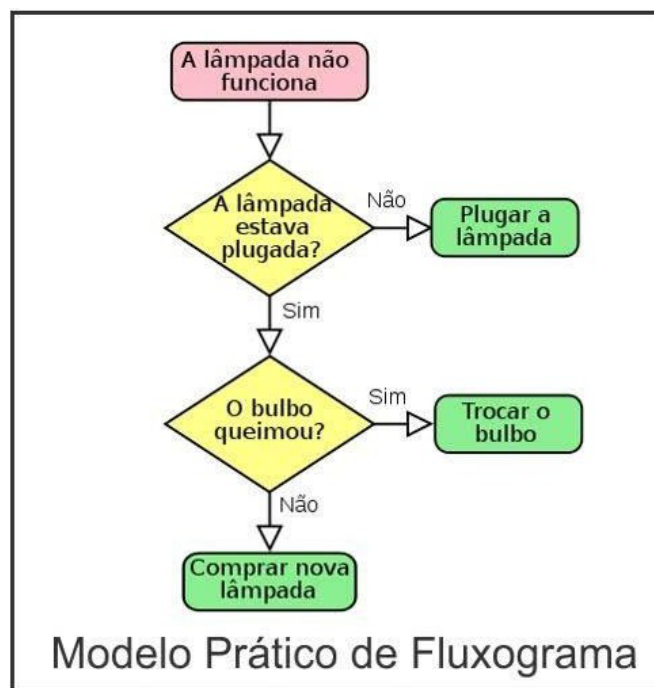 A lâmpada não
funciona
A lâmpada
estava
plugada?
Não
Plugar a
lâmpada
Sim
O bulbo
queimou?
Sim
Trocar o
bulbo
Não
Comprar nova
lâmpada
Modelo Prático de Fluxograma